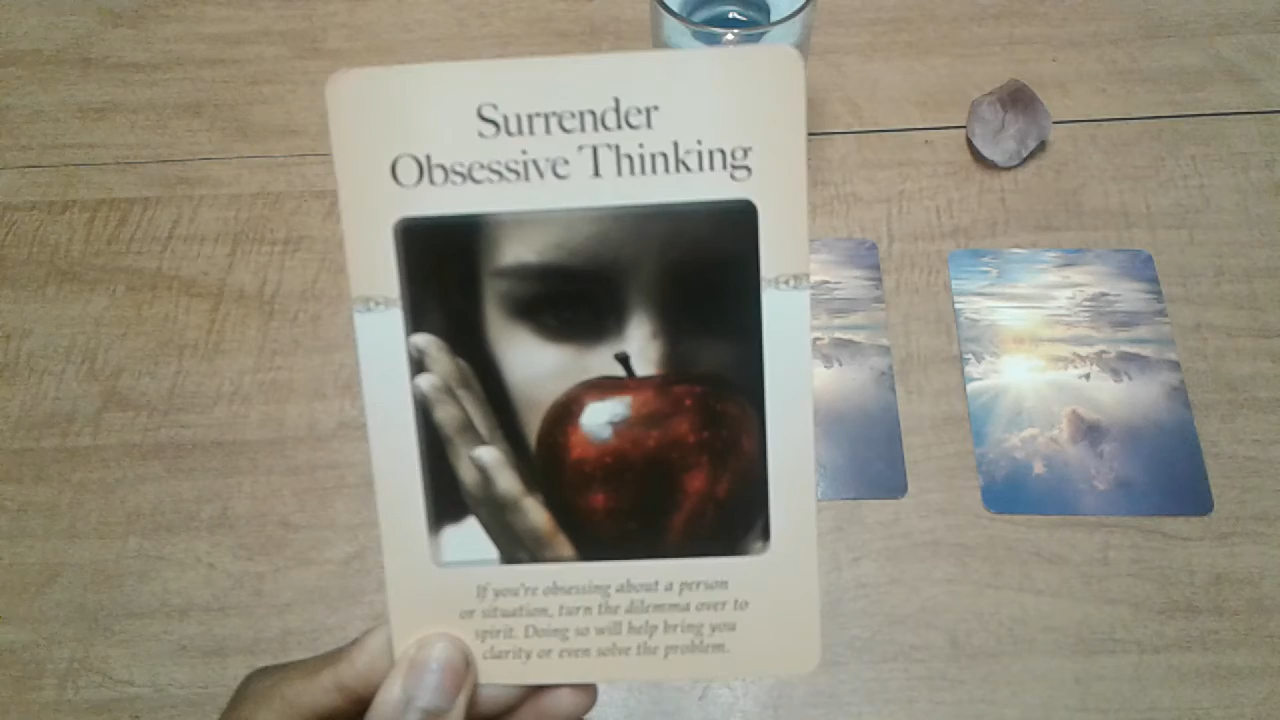 Surrender
Obsessive Thinking
If you're obsessing about a person
or situation, turn the dilemma over to
spirit. Doing so will help bring you
clarity or even solve the problem.